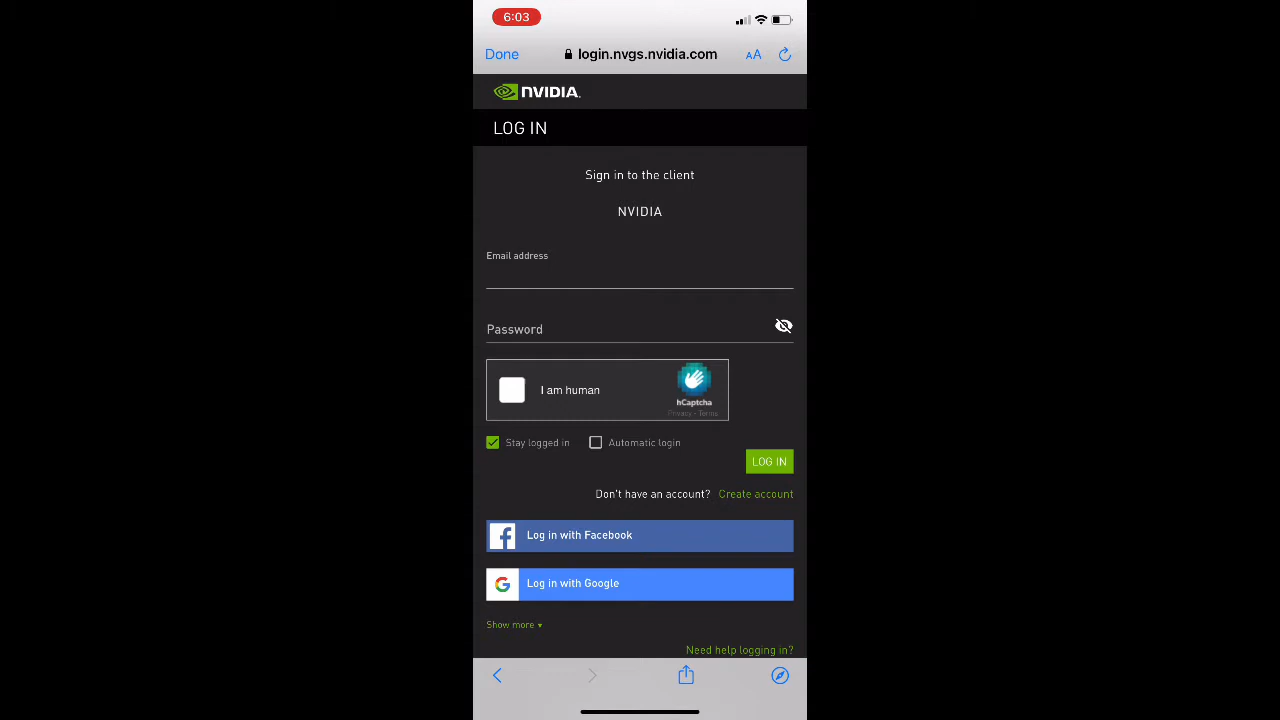 6:03
Done
login.nvgs.nvidia.com
AA
NVIDIA.
LOG IN
Sign in to the client
NVIDIA
Email address
Password
I am human
hCaptcha
Privacy - Terms
Stay logged in
Automatic login
LOG IN
Don't have an account? Create account
Log in with Facebook
Log in with Google
Show more
Need help logging in?